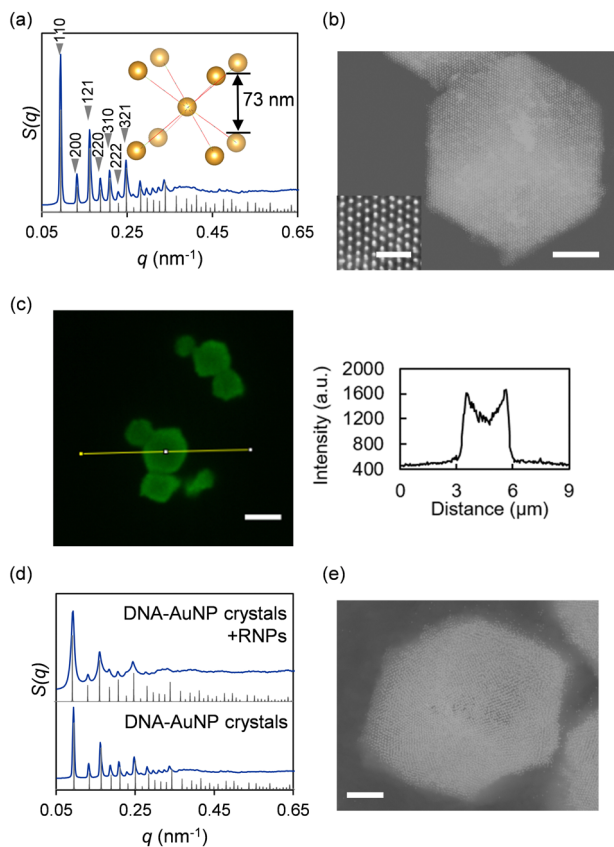 (a)
S(q)
110
200
121
220
310
222
321
73 nm
0.05
0.25
0.45
0.65
q (nm-1)
(b)
(c)
Intensity (a.u.)
2000
1600
1200
800
400
0
3
6
9
Distance (µm)
(d)
S(q)
DNA-AuNP crystals
+RNPs
DNA-AuNP crystals
0.05
0.25
0.45
0.65
q (nm-1)
(e)